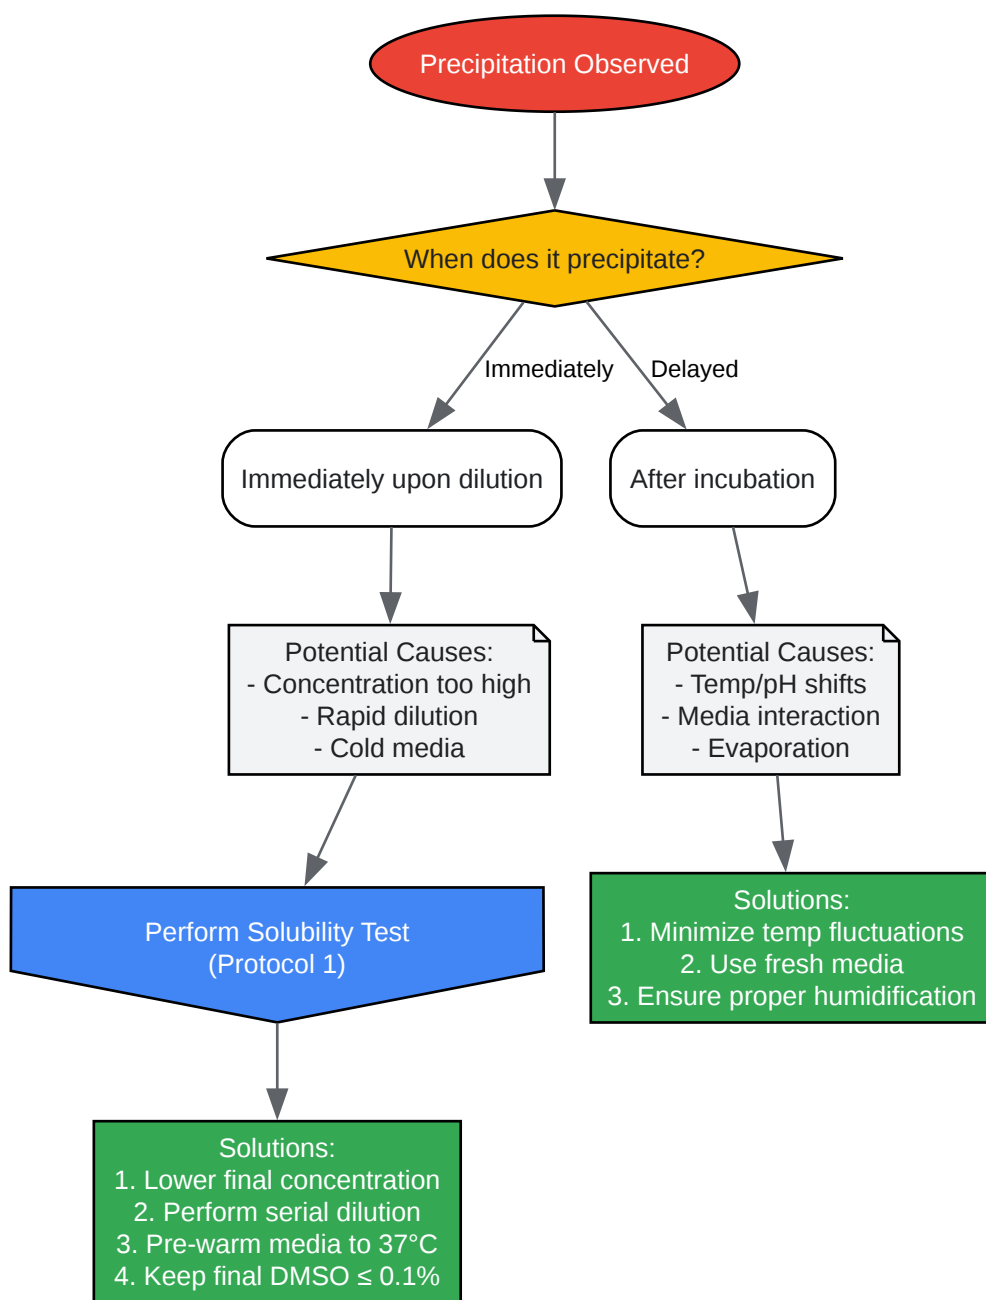 Precipitation Observed
When does it precipitate?
Immediately
Delayed
Immediately upon dilution
After incubation
Potential Causes:
- Concentration too high
- Rapid dilution
- Cold media
Potential Causes:
- Temp/pH shifts
- Media interaction
- Evaporation
Perform Solubility Test
(Protocol 1)
Solutions:
1. Minimize temp fluctuations
2. Use fresh media
3. Ensure proper humidification
Solutions:
1. Lower final concentration
2. Perform serial dilution
3. Pre-warm media to 37°C
4. Keep final DMSO ≤ 0.1%